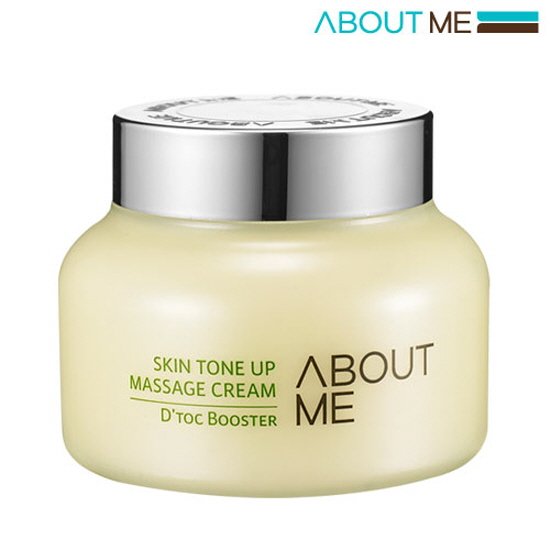 ABOUT ME
SKIN TONE UP
MASSAGE CREAM
D'TOC BOOSTER
ABOUT
ME